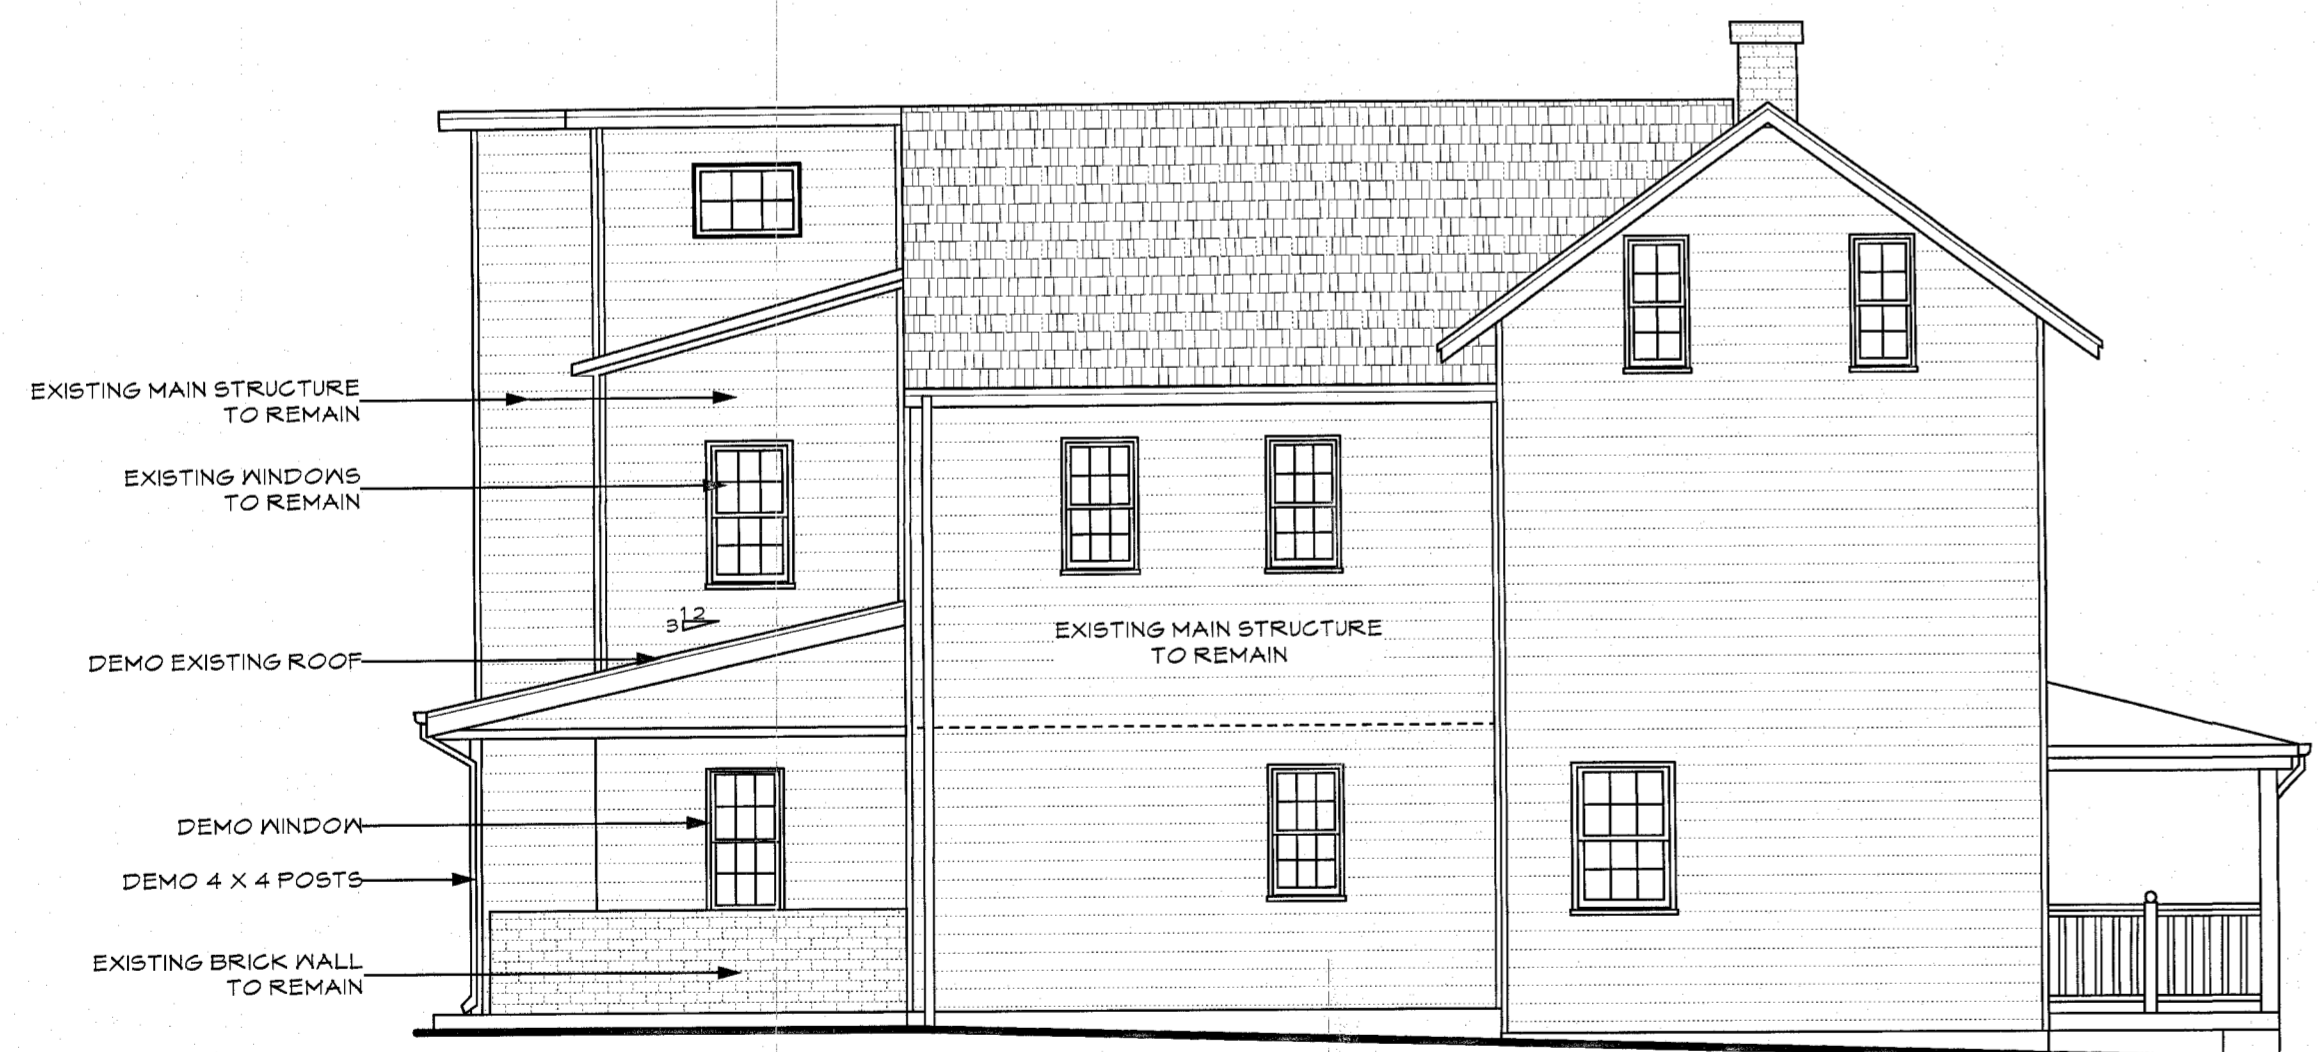 EXISTING MAIN STRUCTURE
TO REMAIN
EXISTING WINDOWS
TO REMAIN
12
3
EXISTING MAIN STRUCTURE
TO REMAIN
DEMO EXISTING ROOF
DEMO WINDOW
DEMO 4 X 4 POSTS
EXISTING BRICK WALL
TO REMAIN